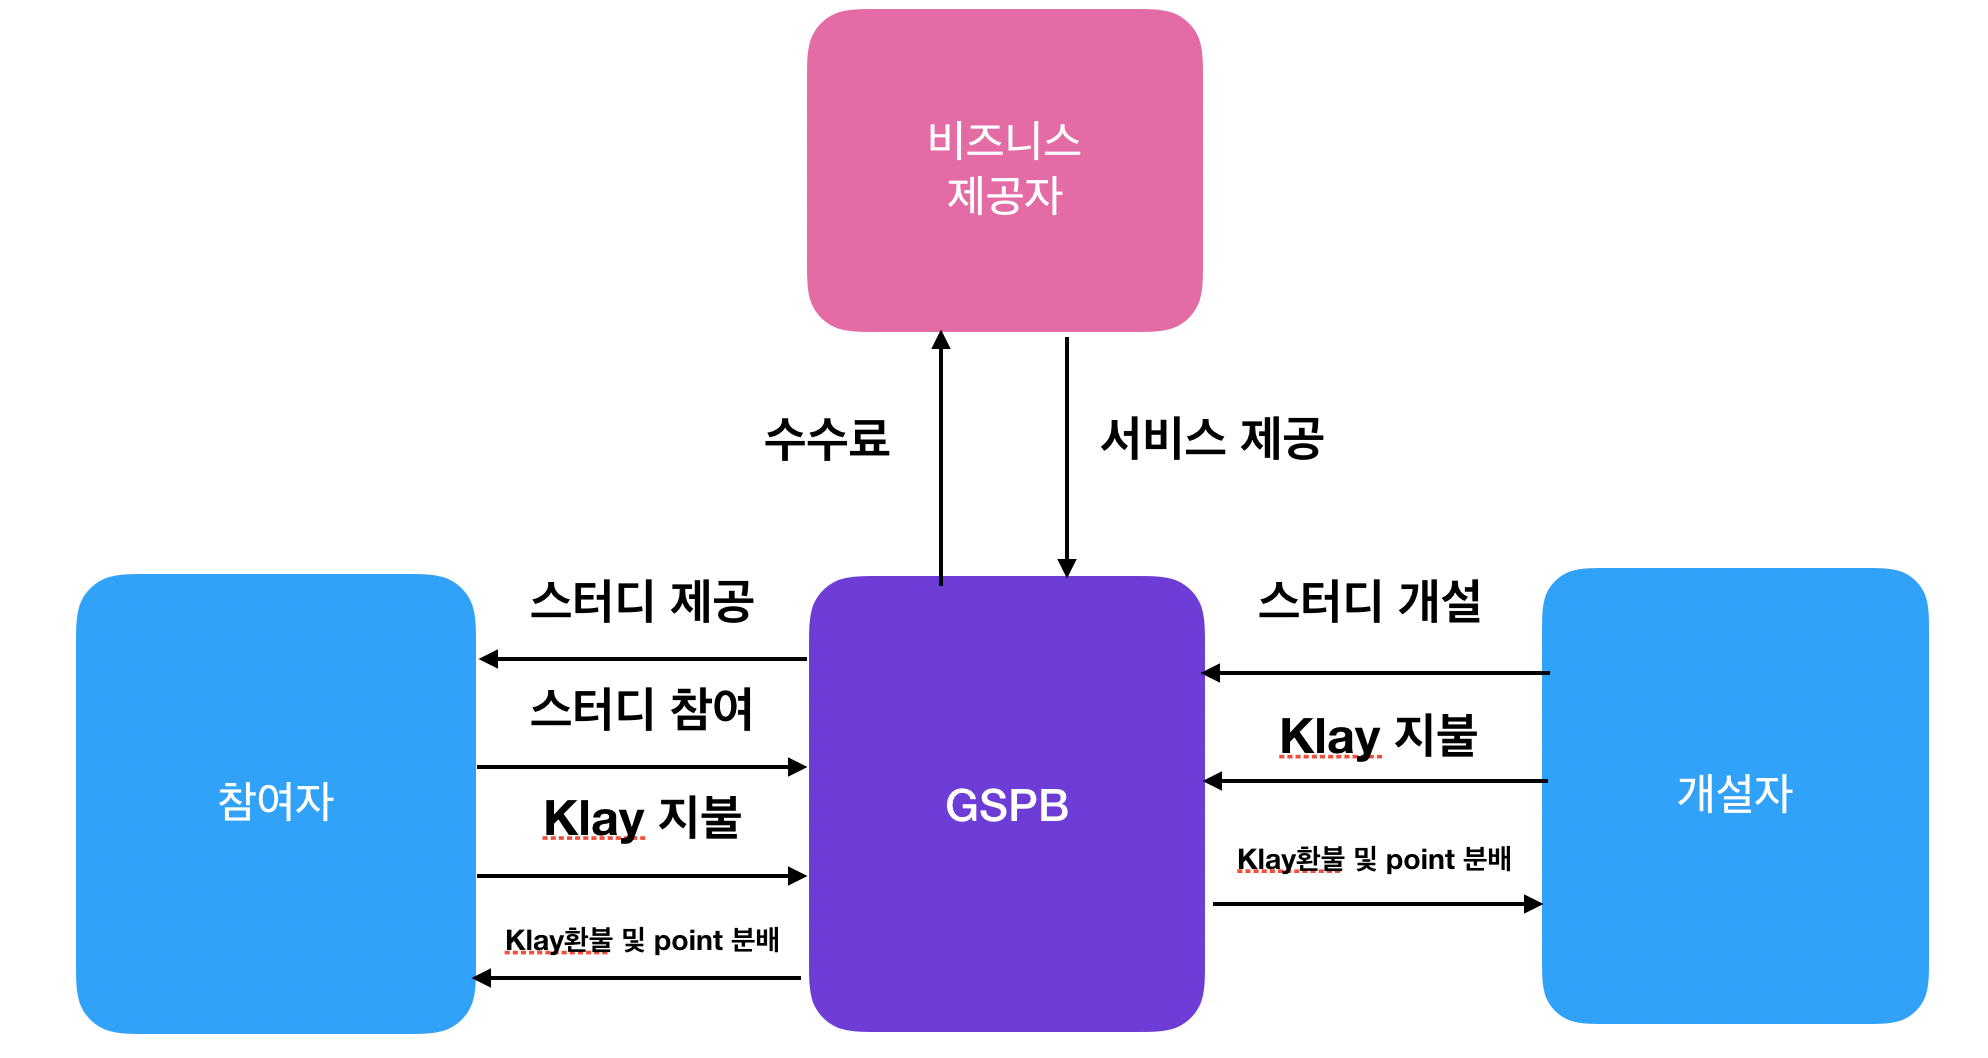 비즈니스
제공자
수수료
서비스 제공
스터디 제공
스터디 참여
Klay 지불
Klay환불 및 point 분배
참여자
GSPB
스터디 개설
Klay 지불
Klay환불 및 point 분배
개설자